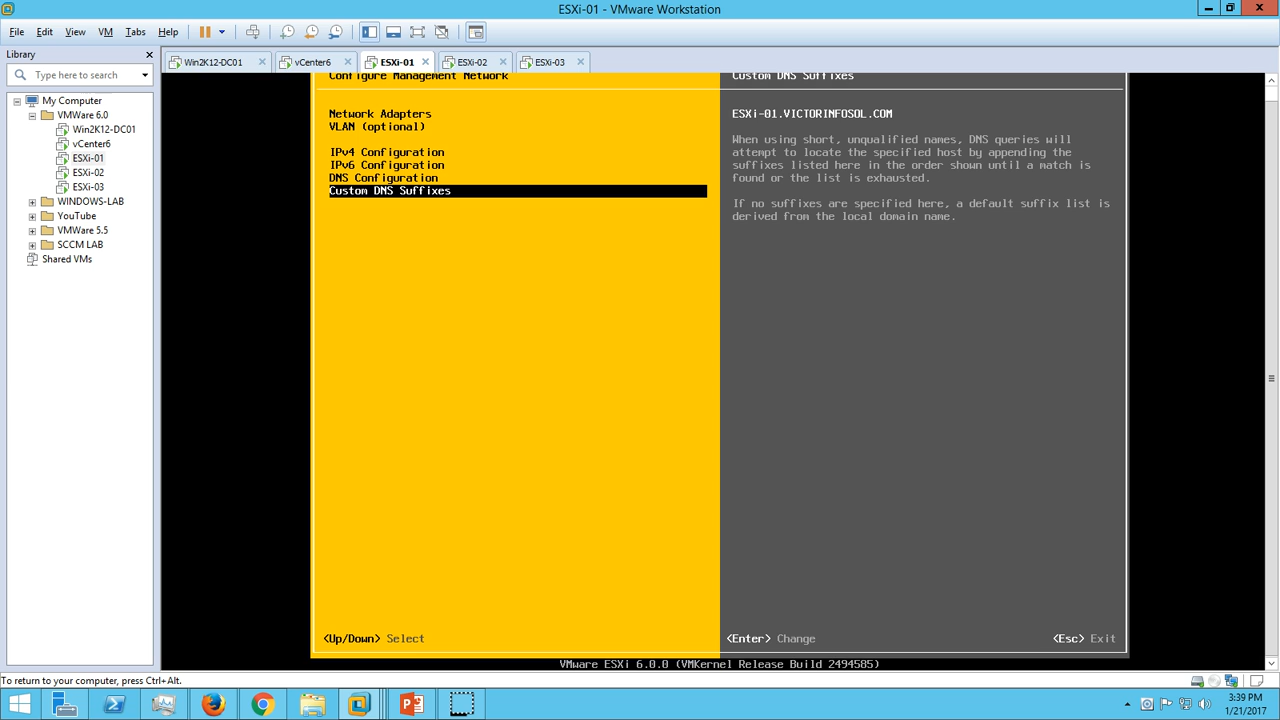 ESXi-01 - VMware Workstation
File Edit View VM Tabs Help
Library
Type here to search
My Computer
VMWare 6.0
Win2K12-DC01
vCenter6
ESXi-01
ESXi-02
ESXi-03
WINDOWS-LAB
YouTube
VMWare 5.5
SCCM LAB
Shared VMs
Win2K12-DC01 vCenter6 ESXi-01 ESXi-02 ESXi-03
Configure Management Network
Network Adapters
VLAN (optional)
IPv4 Configuration
IPv6 Configuration
DNS Configuration
Custom DNS Suffixes
<Up/Down> Select
Custom DNS Suffixes
ESXi-01.VICTORINFOSOL.COM
When using short, unqualified names, DNS queries will
attempt to locate the specified host by appending the
suffixes listed here in the order shown until a match is
found or the list is exhausted.
If no suffixes are specified here, a default suffix list is
derived from the local domain name.
<Enter> Change <Esc> Exit
VMware ESXi 6.0.0 (VMKernel Release Build 2494585)
To return to your computer, press Ctrl+Alt.
3:39 PM
1/21/2017